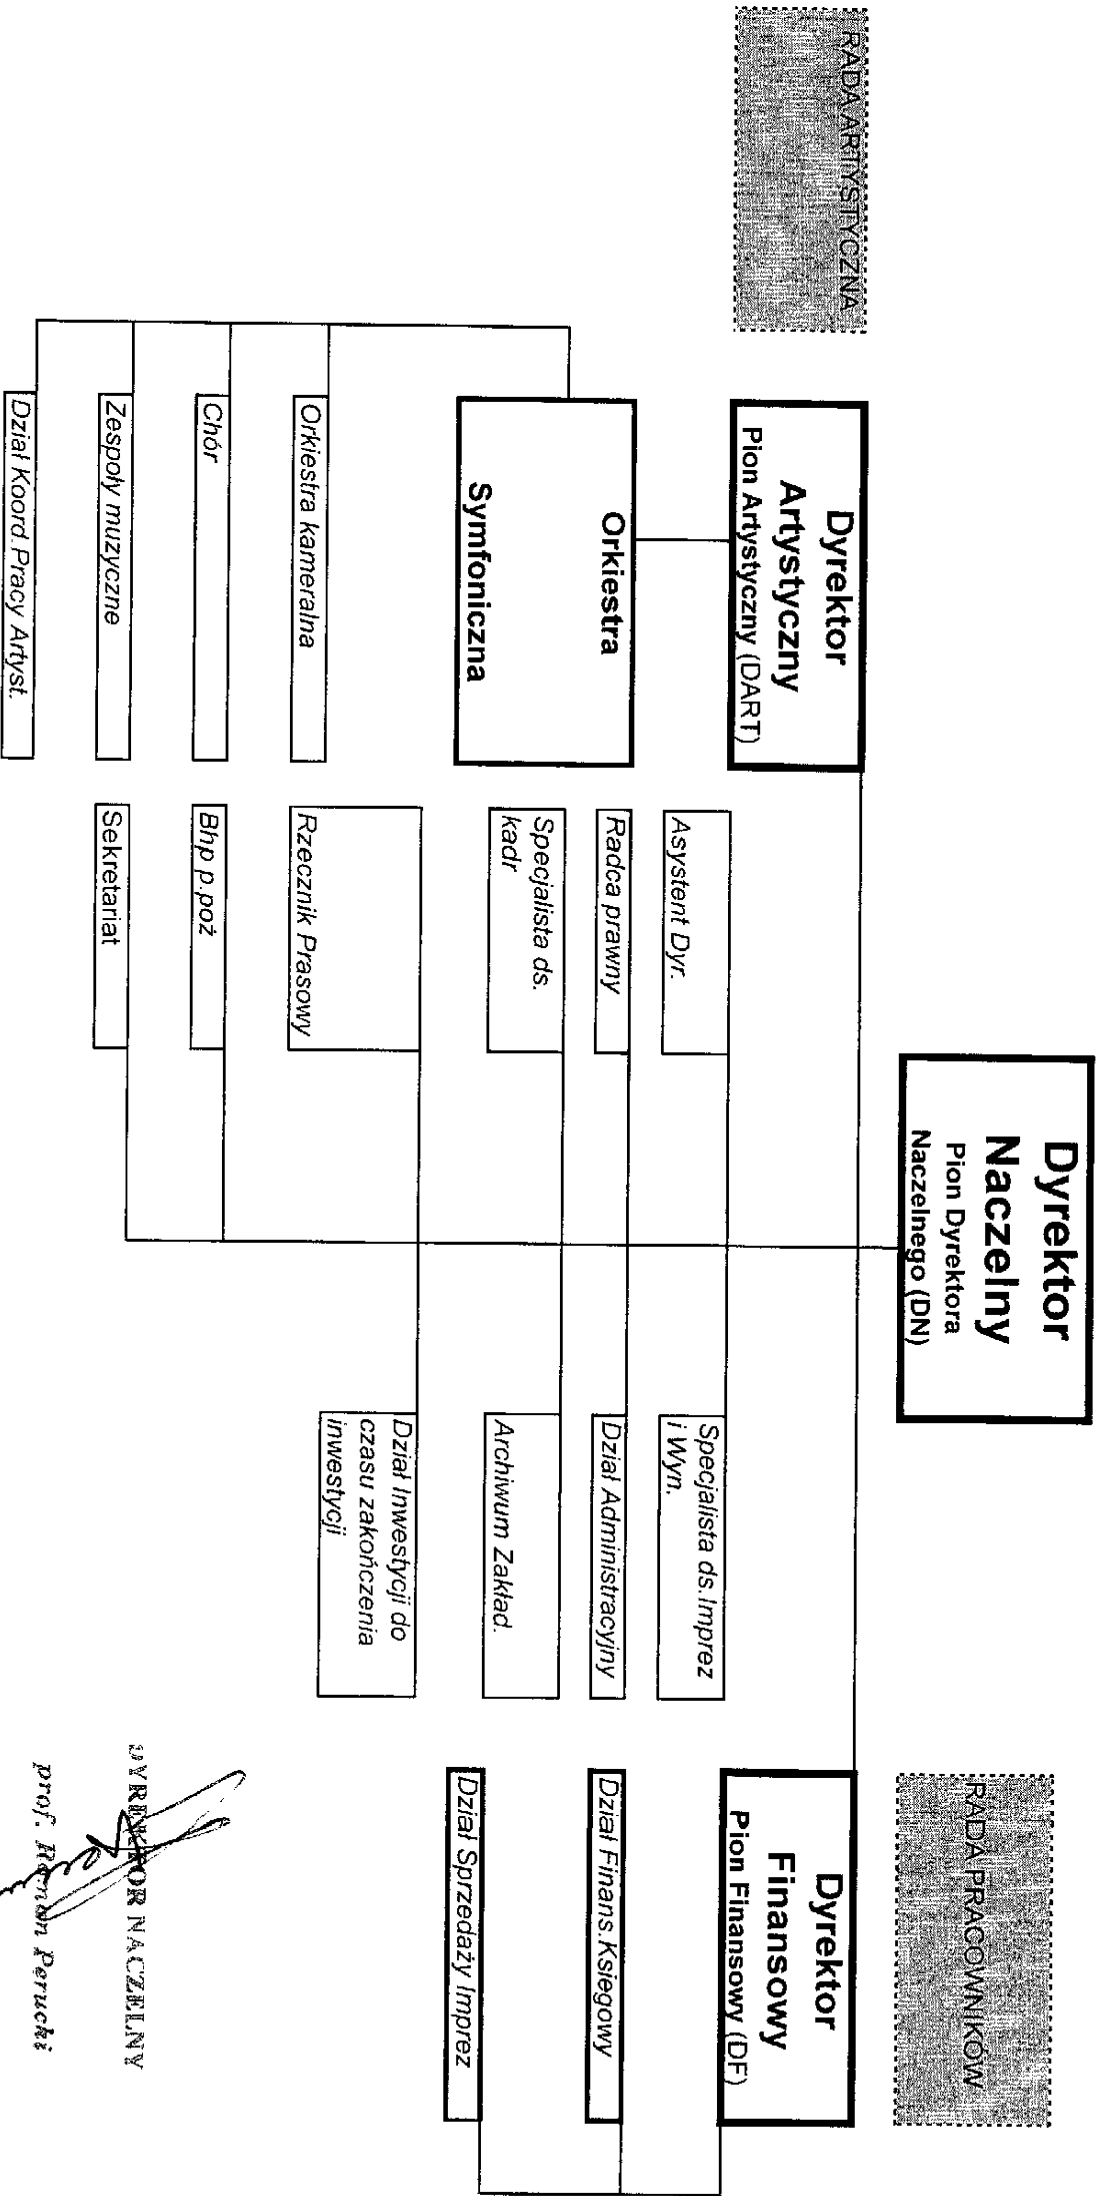 RADA ARTYSTYCZNA
Dyrektor
Naczelny
Pion Dyrektora
Naczelnego (DN)
RADA PRACOWNIKÓW
Dyrektor
Artystyczny
Pion Artystyczny (DART)
Dyrektor
Finansowy
Pion Finansowy (DF)
Orkiestra
Symfoniczna
Orkiestra kameralna
Chór
Zespoły muzyczne
Dział Koord.Pracy Artyst.
Asystent Dyr.
Radca prawny
Specjalista ds.
kadr
Rzecznik Prasowy
Bhp p.poż
Sekretariat
Specjalista ds.Imprez
i Wyn.
Dział Administracyjny
Archiwum Zakład.
Dział Inwestycji do
czasu zakończenia
inwestycji
Dział Finans.Księgowy
Dział Sprzedaży Imprez
DYREKTOR NACZELNY
prof. Roman Perucki